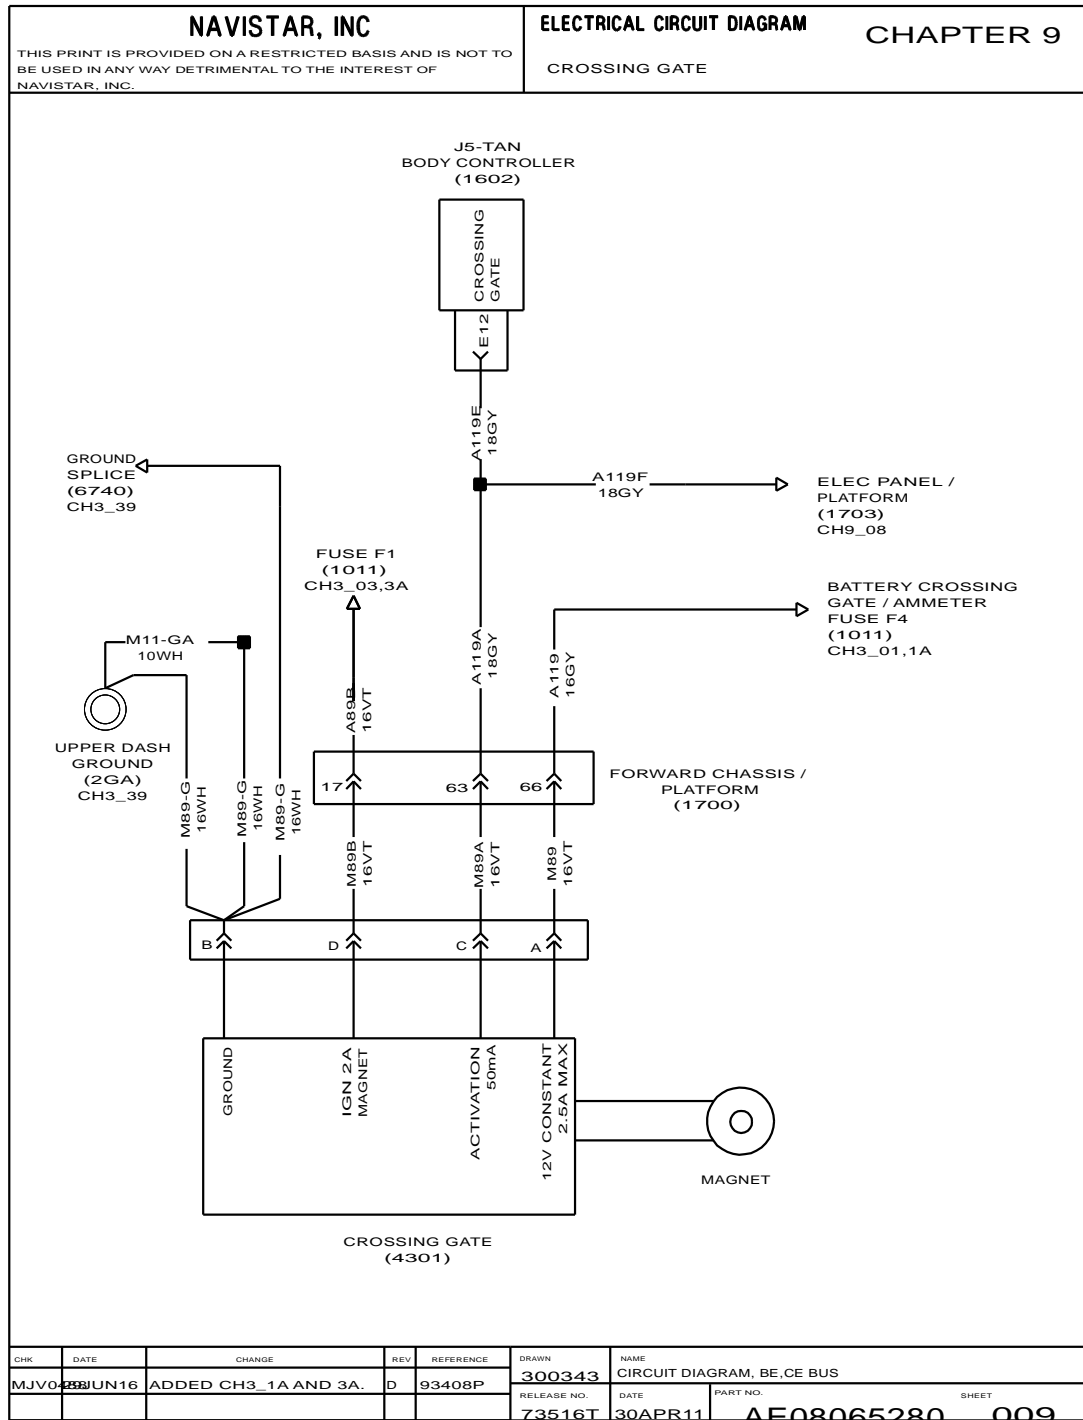 NAVISTAR, INC
THIS PRINT IS PROVIDED ON A RESTRICTED BASIS AND IS NOT TO
BE USED IN ANY WAY DETRIMENTAL TO THE INTEREST OF
NAVISTAR, INC.
ELECTRICAL CIRCUIT DIAGRAM
CROSSING GATE
CHAPTER 9
J5-TAN
BODY CONTROLLER
(1602)
CROSSING
GATE
E12
A119E
18GY
GROUND
SPLICE
(6740)
CH3_39
A119F
18GY
ELEC PANEL /
PLATFORM
(1703)
CH9_08
FUSE F1
(1011)
CH3_03,3A
BATTERY CROSSING
GATE / AMMETER
FUSE F4
(1011)
CH3_01,1A
M11-GA
10WH
A89B
16VT
A119A
18GY
A119
16GY
UPPER DASH
GROUND
(2GA)
CH3_39
M89-G
16WH
M89-G
16WH
M89-G
16WH
17
63
66
FORWARD CHASSIS /
PLATFORM
(1700)
M89B
16VT
M89A
16VT
M89
16VT
B
D
C
A
GROUND
IGN 2A
MAGNET
ACTIVATION
50mA
12V CONSTANT
2.5A MAX
MAGNET
CROSSING GATE
(4301)
CHK
DATE
CHANGE
REV
REFERENCE
ADDED CH3_1A AND 3A.
D
93408P
DRAWN
300343
NAME
CIRCUIT DIAGRAM, BE,CE BUS
RELEASE NO.
73516T
DATE
30APR11
PART NO.
AE08065280
SHEET
009